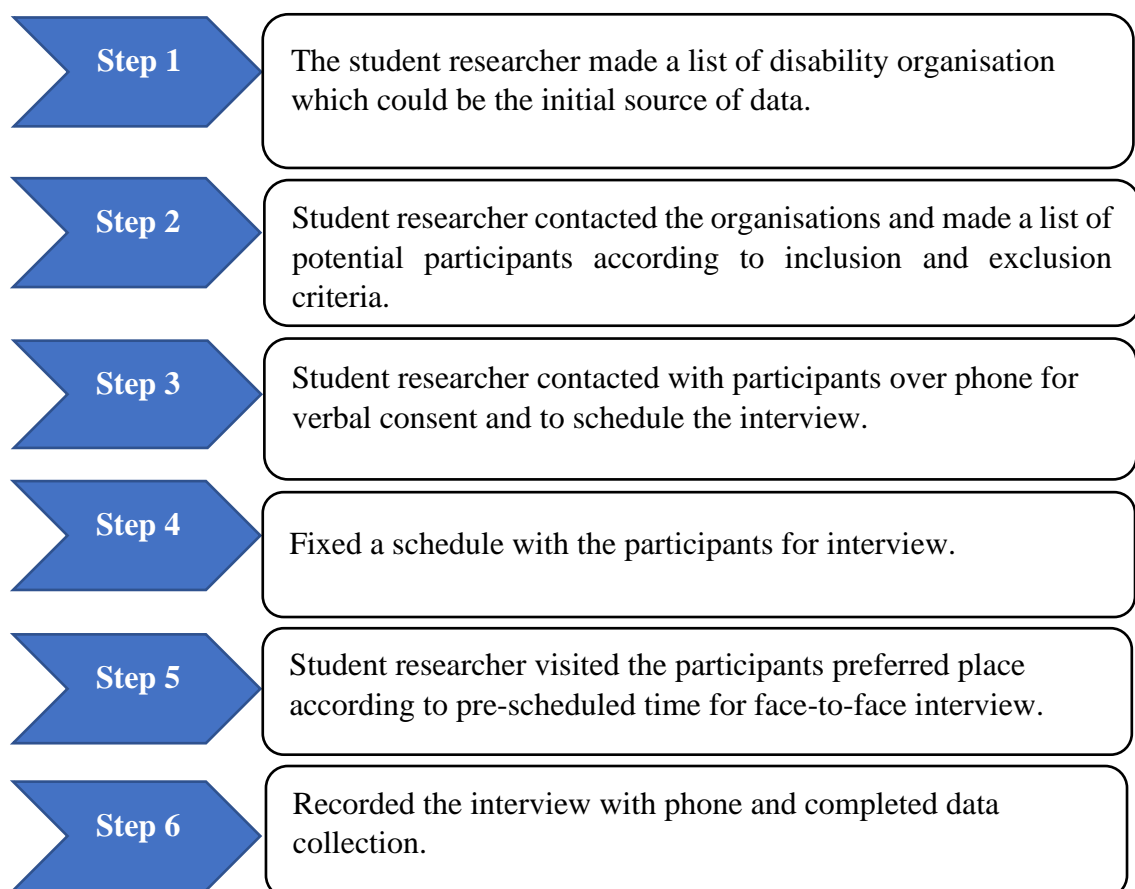 Step 1
The student researcher made a list of disability organisation
which could be the initial source of data.
Step 2
Student researcher contacted the organisations and made a list of
potential participants according to inclusion and exclusion
criteria.
Step 3
Student researcher contacted with participants over phone for
verbal consent and to schedule the interview.
Step 4
Fixed a schedule with the participants for interview.
Step 5
Student researcher visited the participants preferred place
according to pre-scheduled time for face-to-face interview.
Step 6
Recorded the interview with phone and completed data
collection.